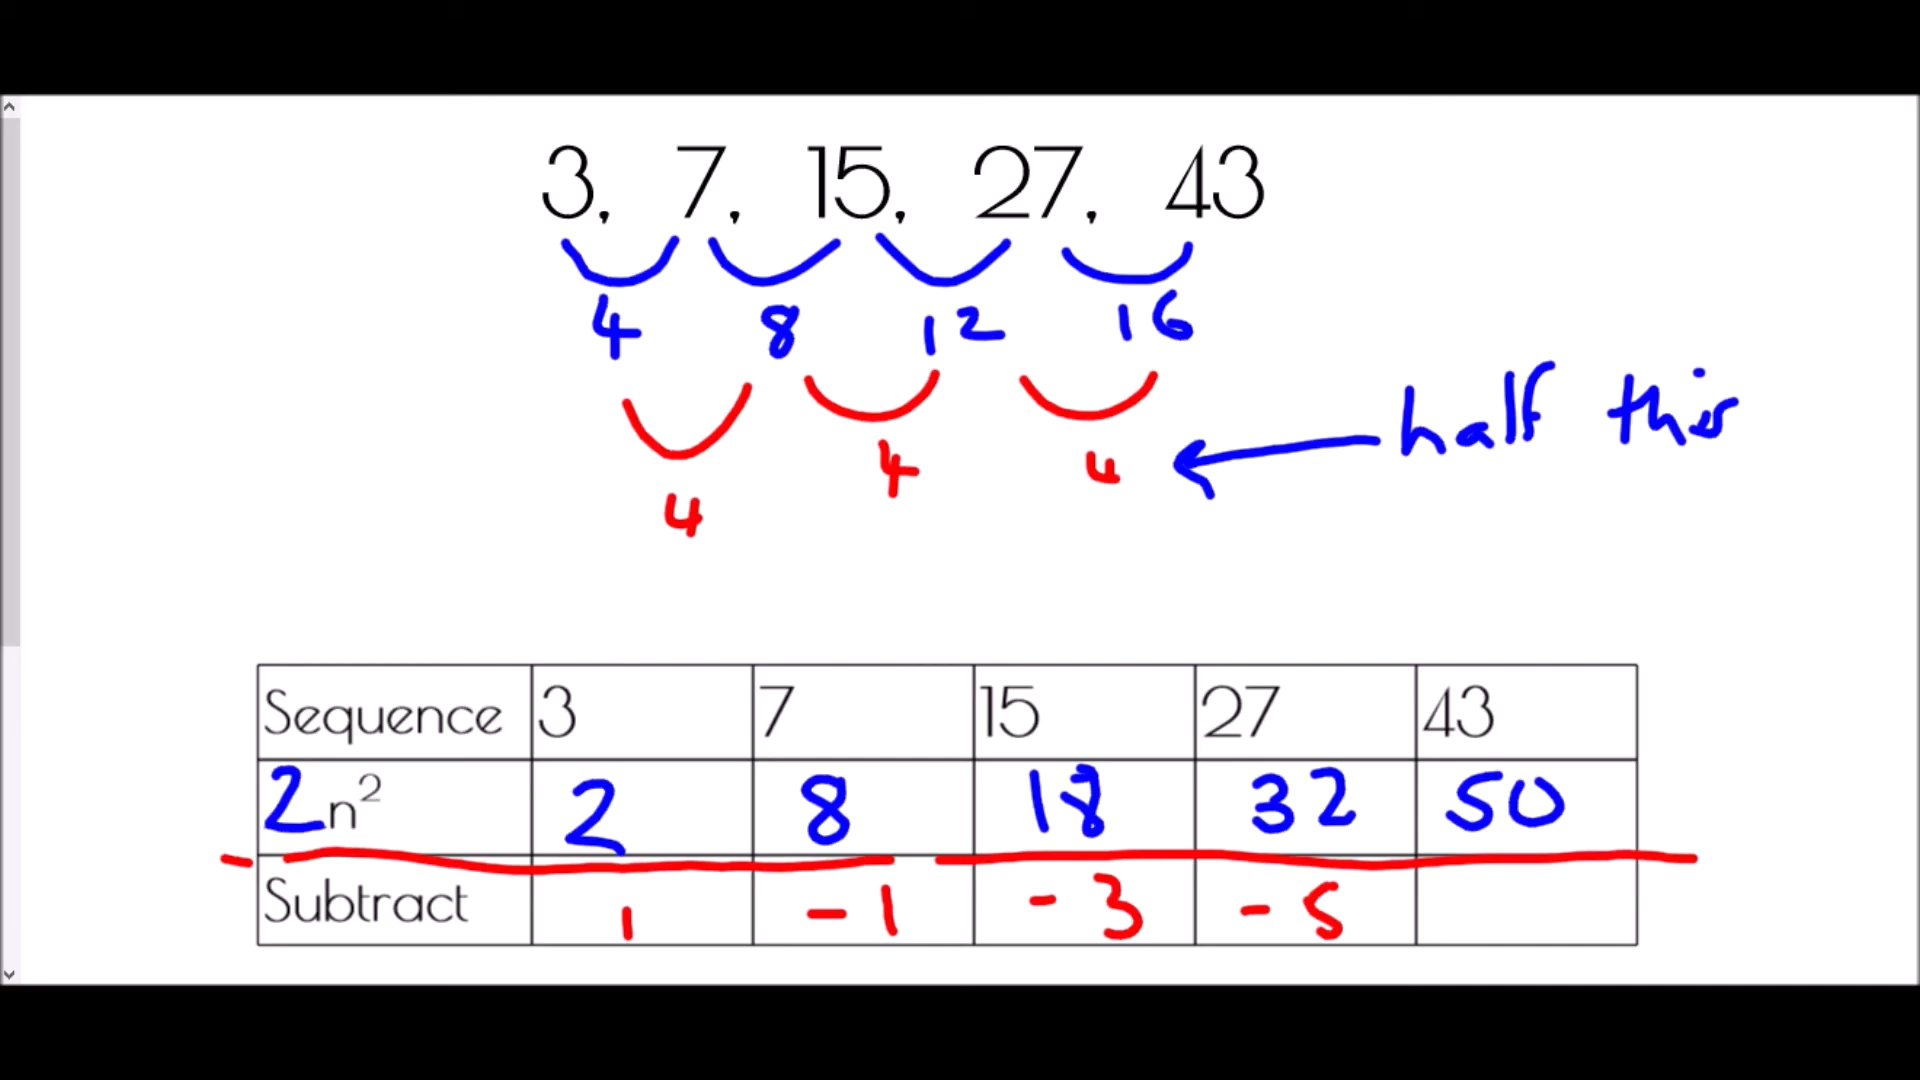 3, 7, 15, 27, 43
4 8 12 16
half this
4 4 4
Sequence 3 7 15 27 43
2n² 2 8 18 32 50
-
Subtract 1 -1 -3 -5